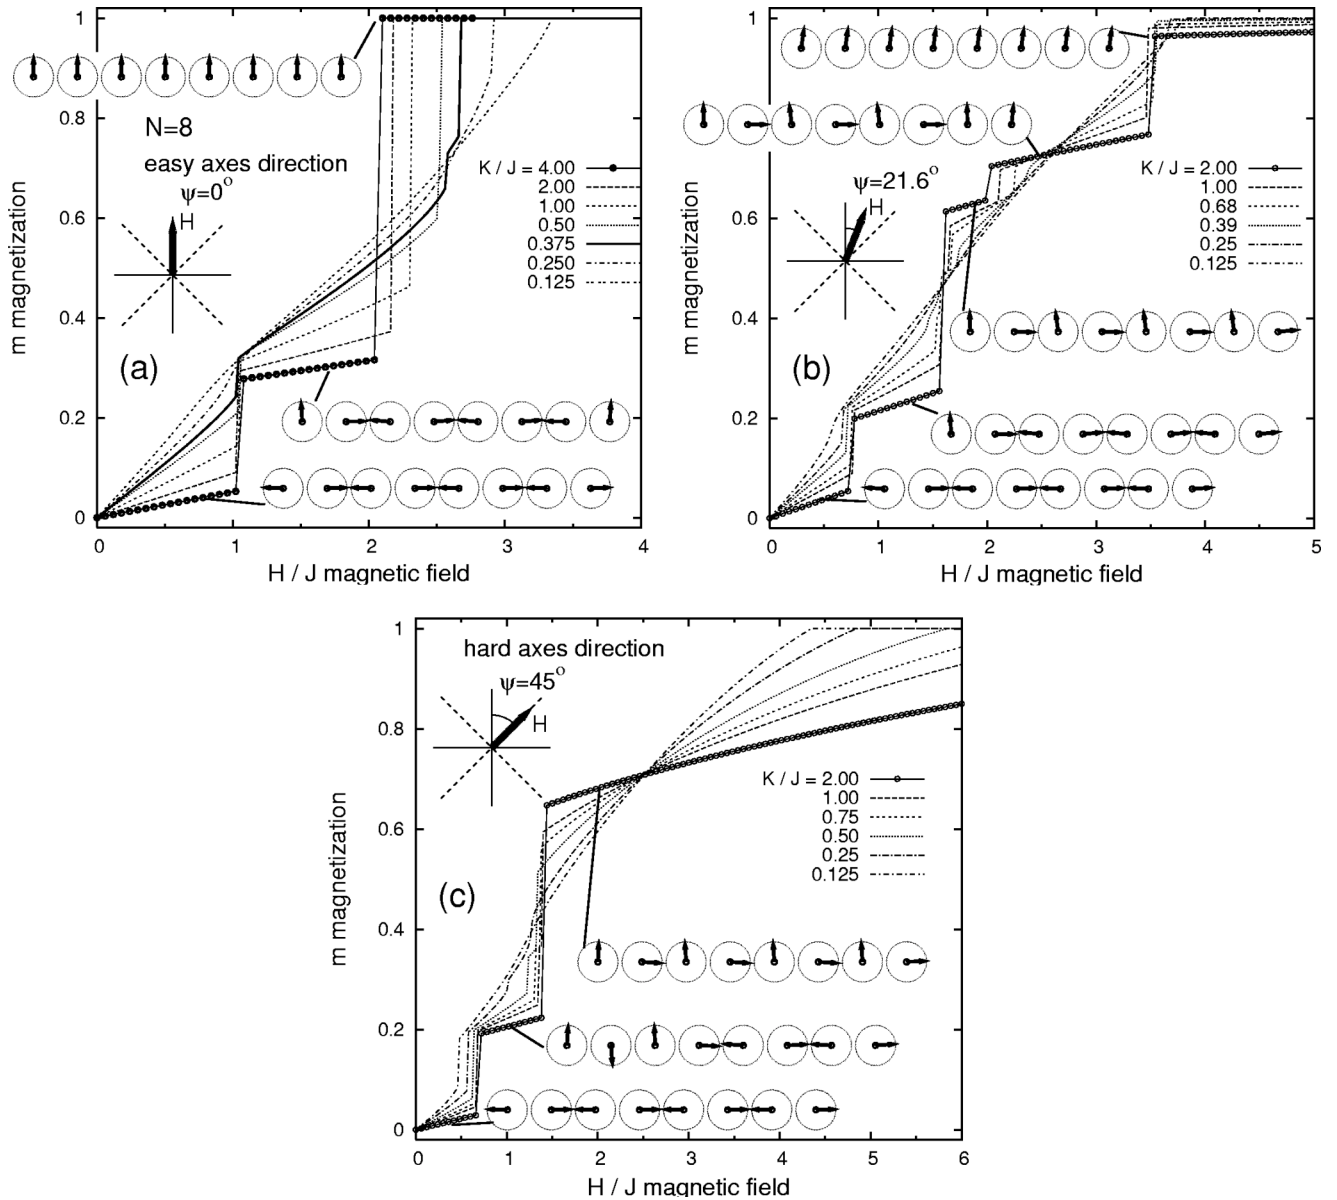 1
0.8
0.6
0.4
0.2
0
m magnetization
N=8
easy axes direction
ψ=0°
H
K / J = 4.00
2.00
1.00
0.50
0.375
0.250
0.125
(a)
0 1 2 3 4
H / J magnetic field
1
0.8
0.6
0.4
0.2
0
m magnetization
ψ=21.6°
H
K / J = 2.00
1.00
0.68
0.39
0.25
0.125
(b)
0 1 2 3 4 5
H / J magnetic field
1
0.8
0.6
0.4
0.2
0
m magnetization
hard axes direction
ψ=45°
H
K / J = 2.00
1.00
0.75
0.50
0.25
0.125
(c)
0 1 2 3 4 5 6
H / J magnetic field